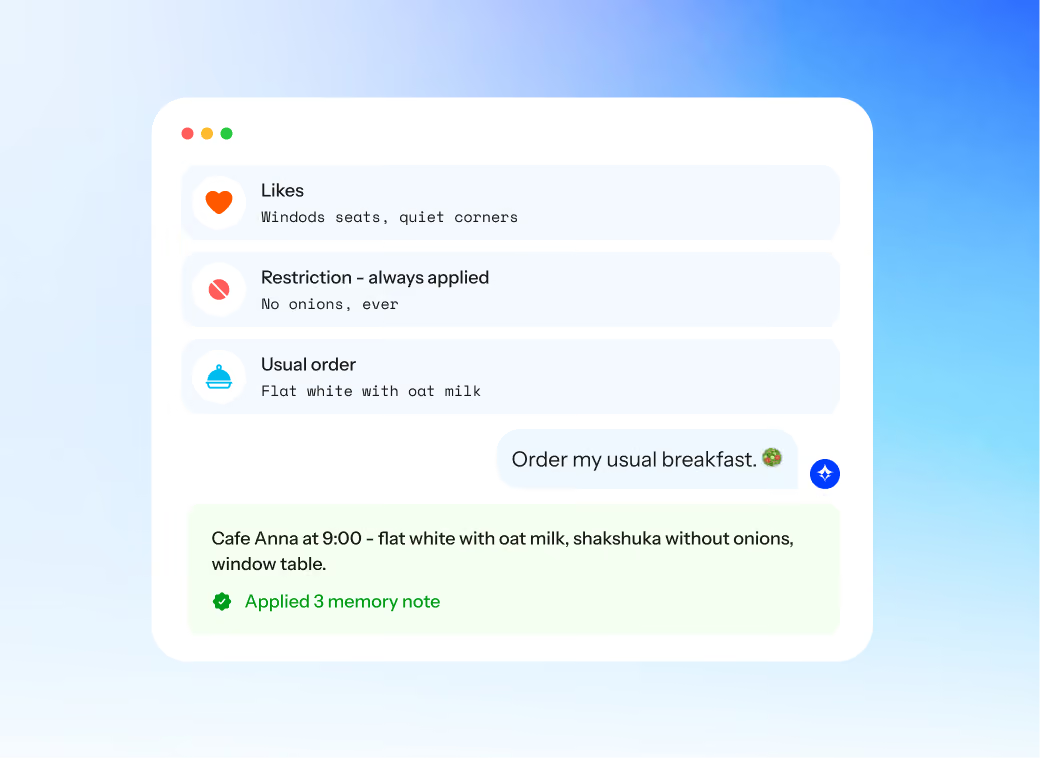 Likes
Windods seats, quiet corners
Restriction - always applied
No onions, ever
Usual order
Flat white with oat milk
Order my usual breakfast. 🥗
Cafe Anna at 9:00 - flat white with oat milk, shakshuka without onions,
window table.
Applied 3 memory note